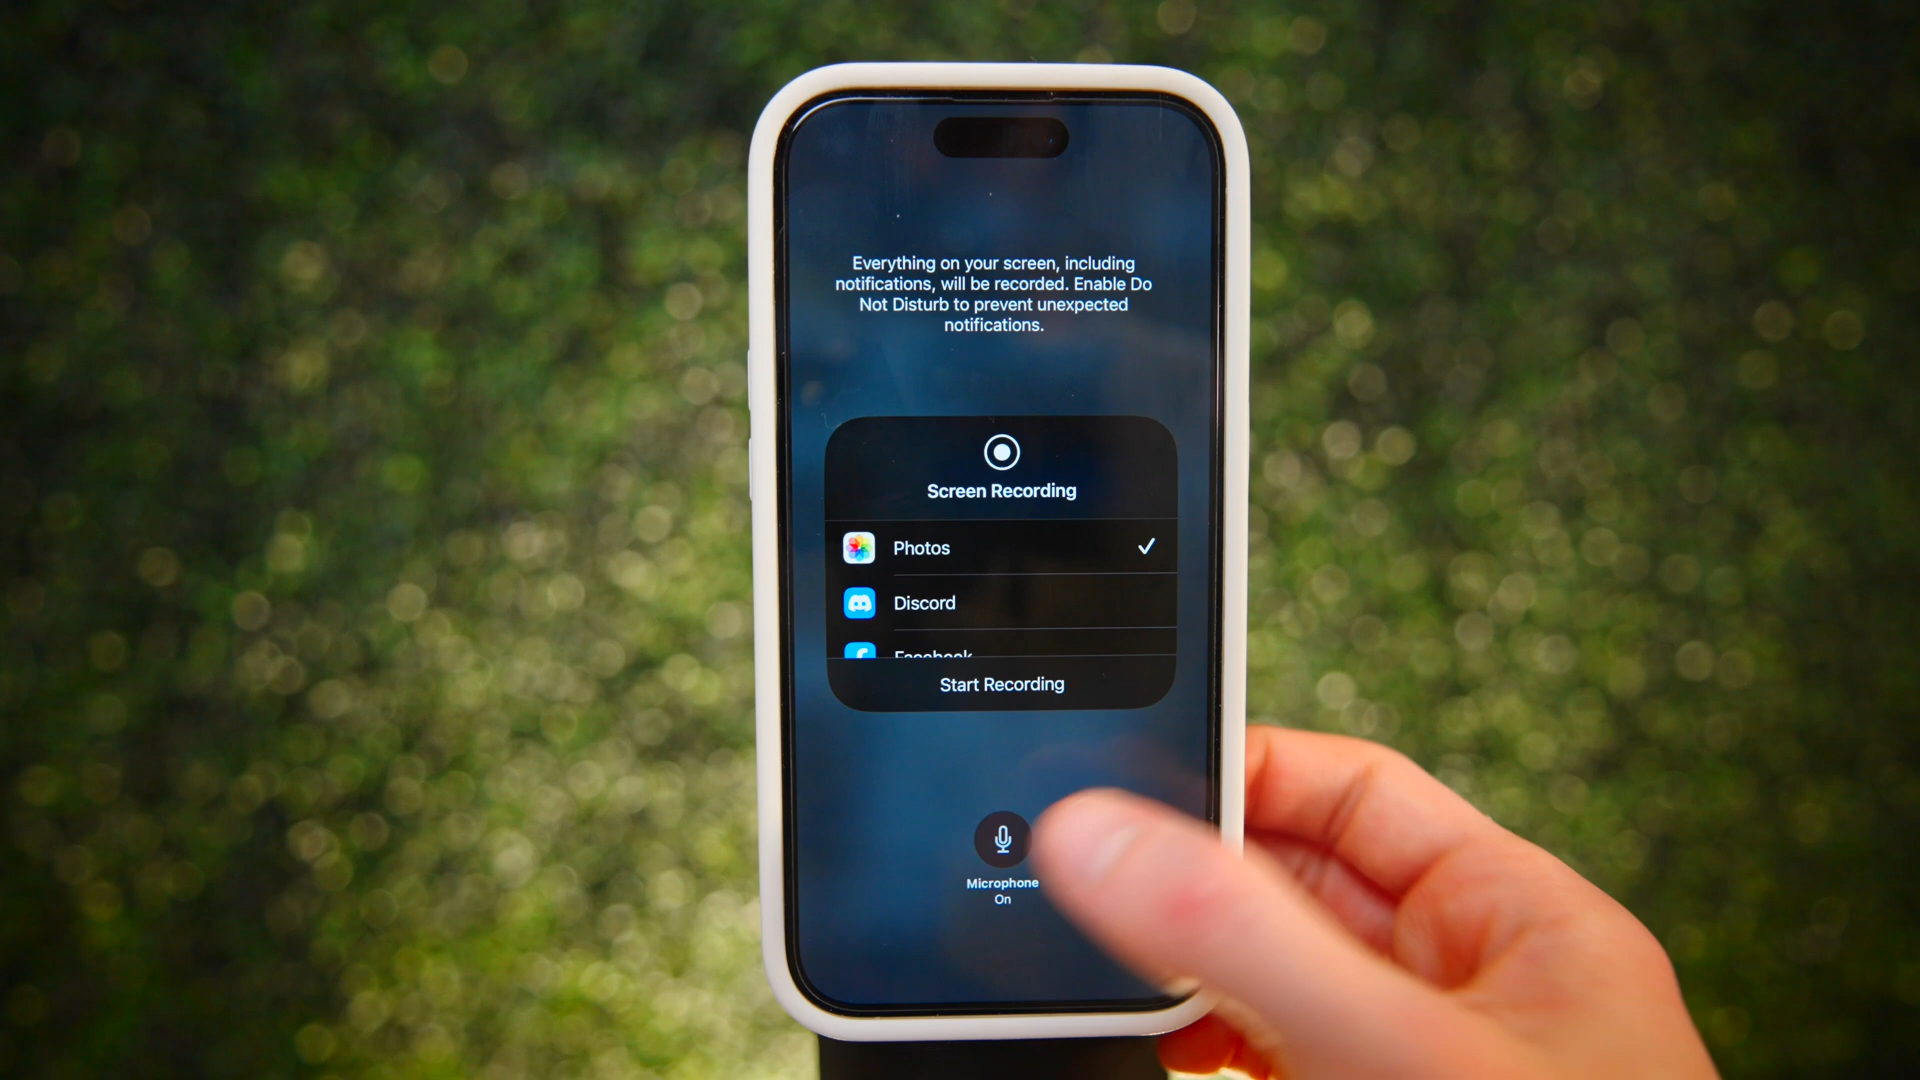 Everything on your screen, including
notifications, will be recorded. Enable Do
Not Disturb to prevent unexpected
notifications.
Screen Recording
Photos
Discord
Facebook
Start Recording
Microphone
On